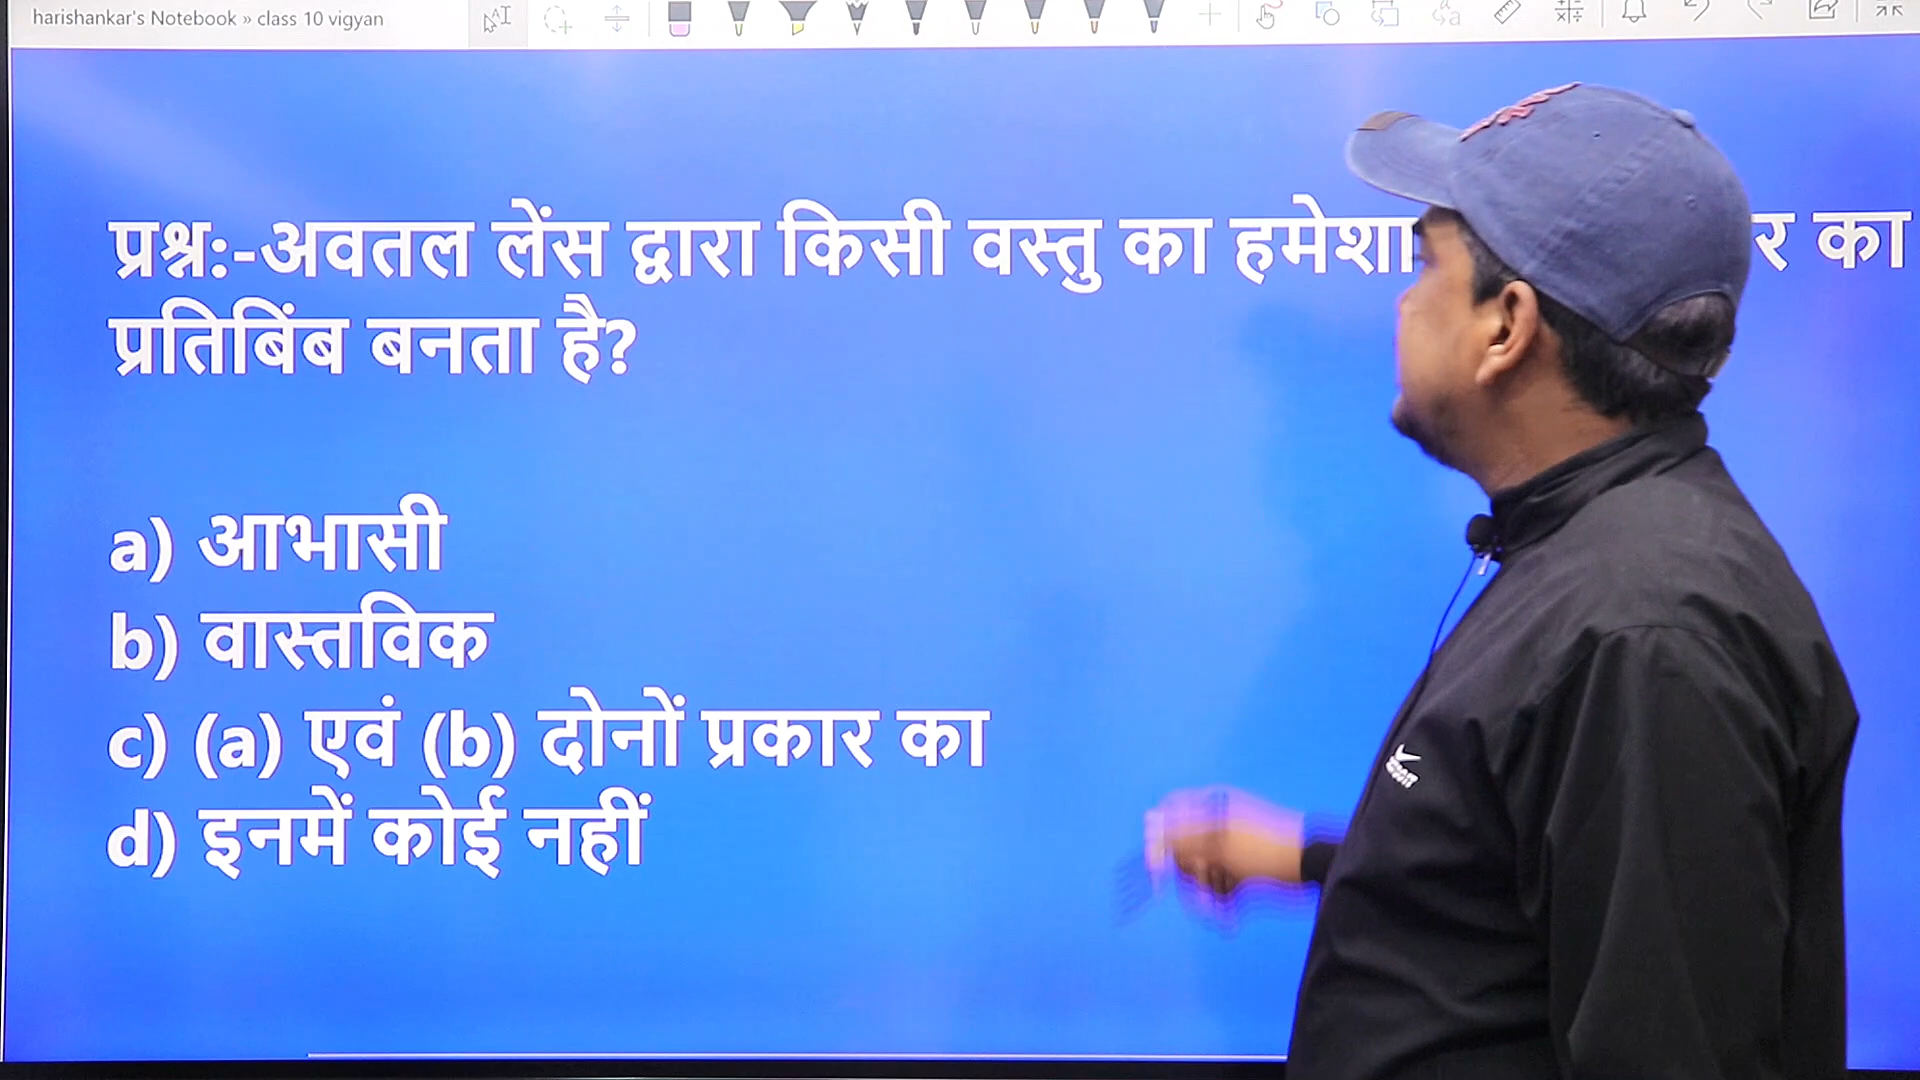 harishankar's Notebook » class 10 vigyan
प्रश्न:-अवतल लेंस द्वारा किसी वस्तु का हमेशा का
प्रतिबिंब बनता है?
a) आभासी
b) वास्तविक
c) (a) एवं (b) दोनों प्रकार का
d) इनमें कोई नहीं